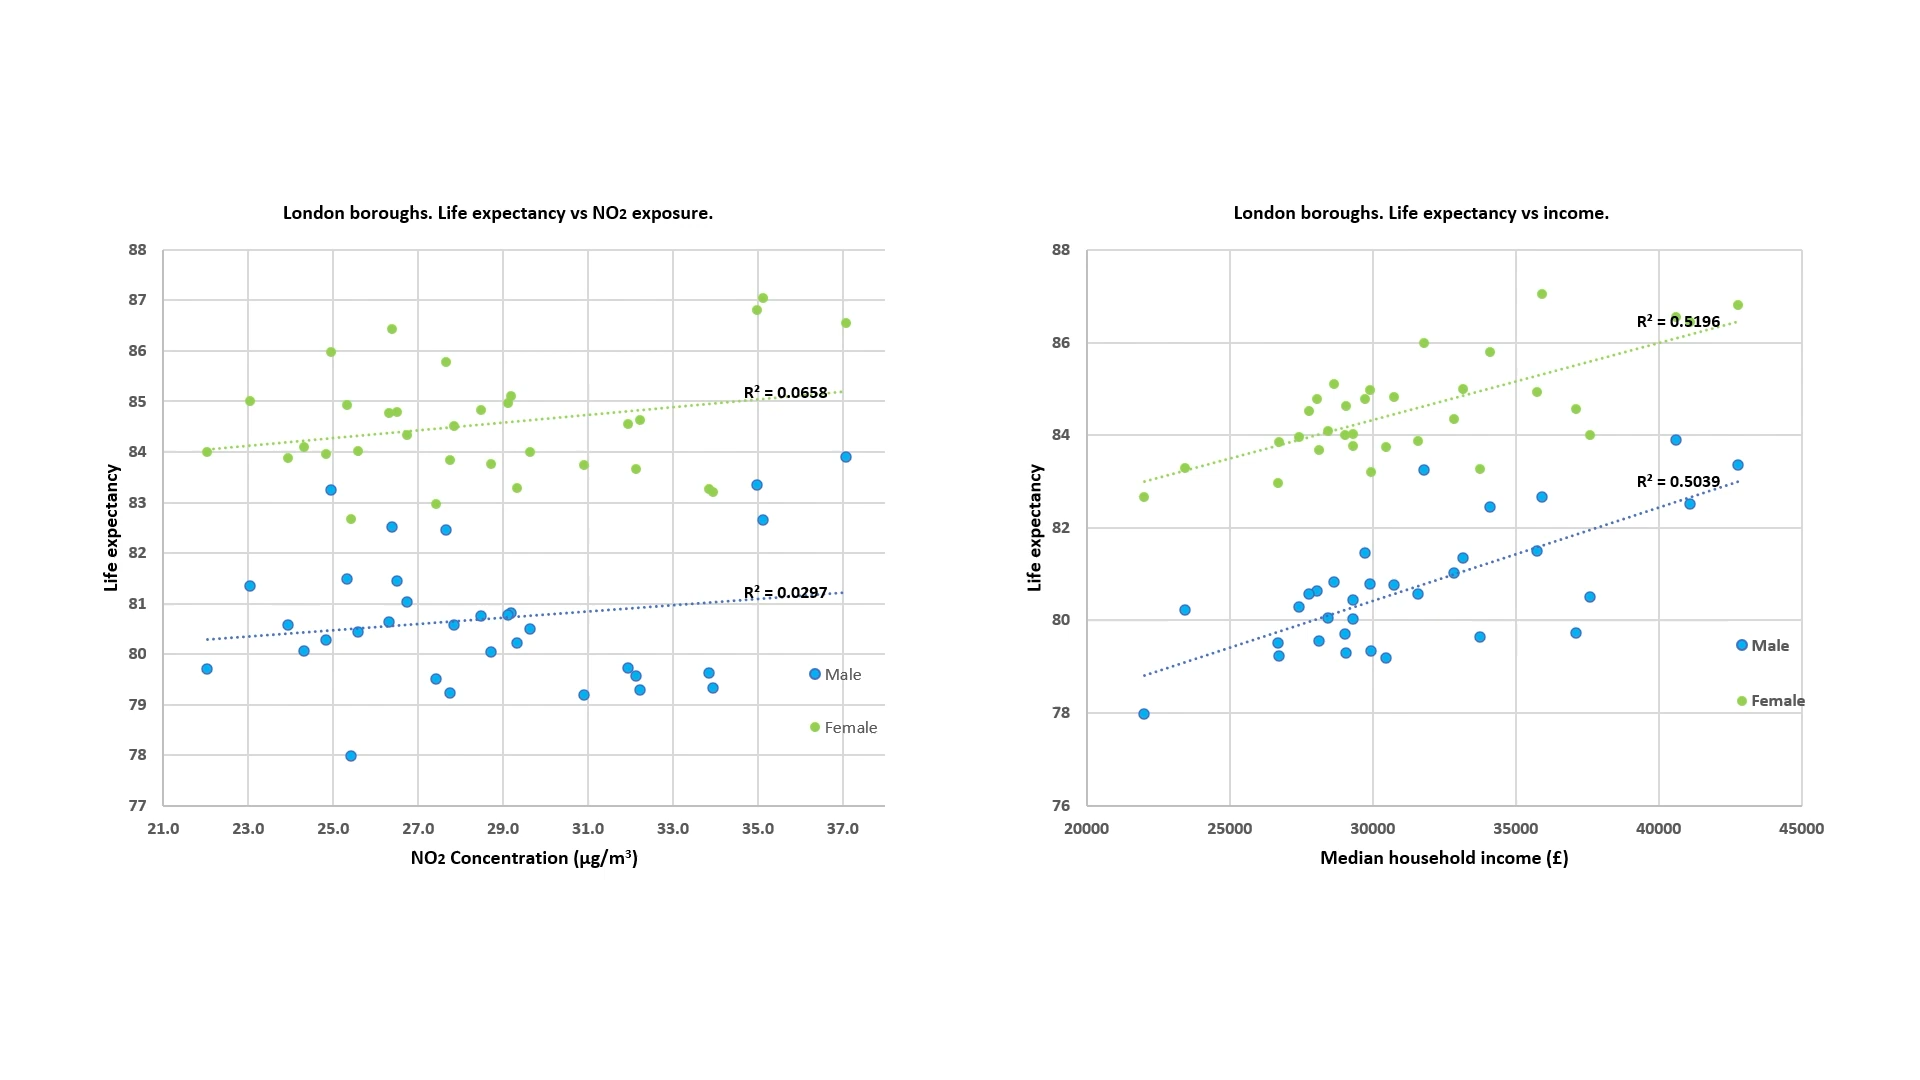 London boroughs. Life expectancy vs NO2 exposure.
88
87
86
85
84
83
82
81
80
79
78
77
Life expectancy
R² = 0.0658
R² = 0.0297
Male
Female
21.0 23.0 25.0 27.0 29.0 31.0 33.0 35.0 37.0
NO2 Concentration (µg/m³)
London boroughs. Life expectancy vs income.
88
86
84
82
80
78
76
Life expectancy
R² = 0.5196
R² = 0.5039
Male
Female
20000 25000 30000 35000 40000 45000
Median household income (£)